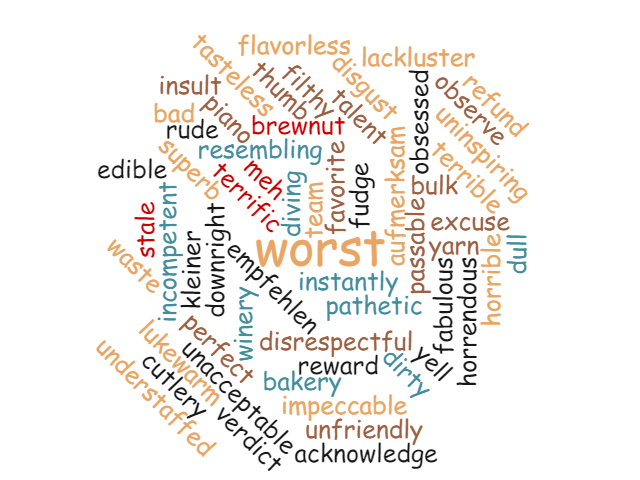 flavorless
lackluster
tasteless
thumb
filthy
disgust
talent
obsessed
observe
refund
insult
piano
bad
rude
brewnut
uninspiring
resembling
superb
edible
meh
terrific
diving
team
favorite
fudge
aufmerksam
terrible
bulk
passable
excuse
yarn
stale
incompetent
kleiner
downright
worst
horrible
dull
waste
empfehlen
instantly
pathetic
fabulous
horrendous
winery
perfect
disrespectful
lukewarm
unacceptable
reward
dirty
yell
bakery
cutlery
understaffed
impeccable
verdict
unfriendly
acknowledge